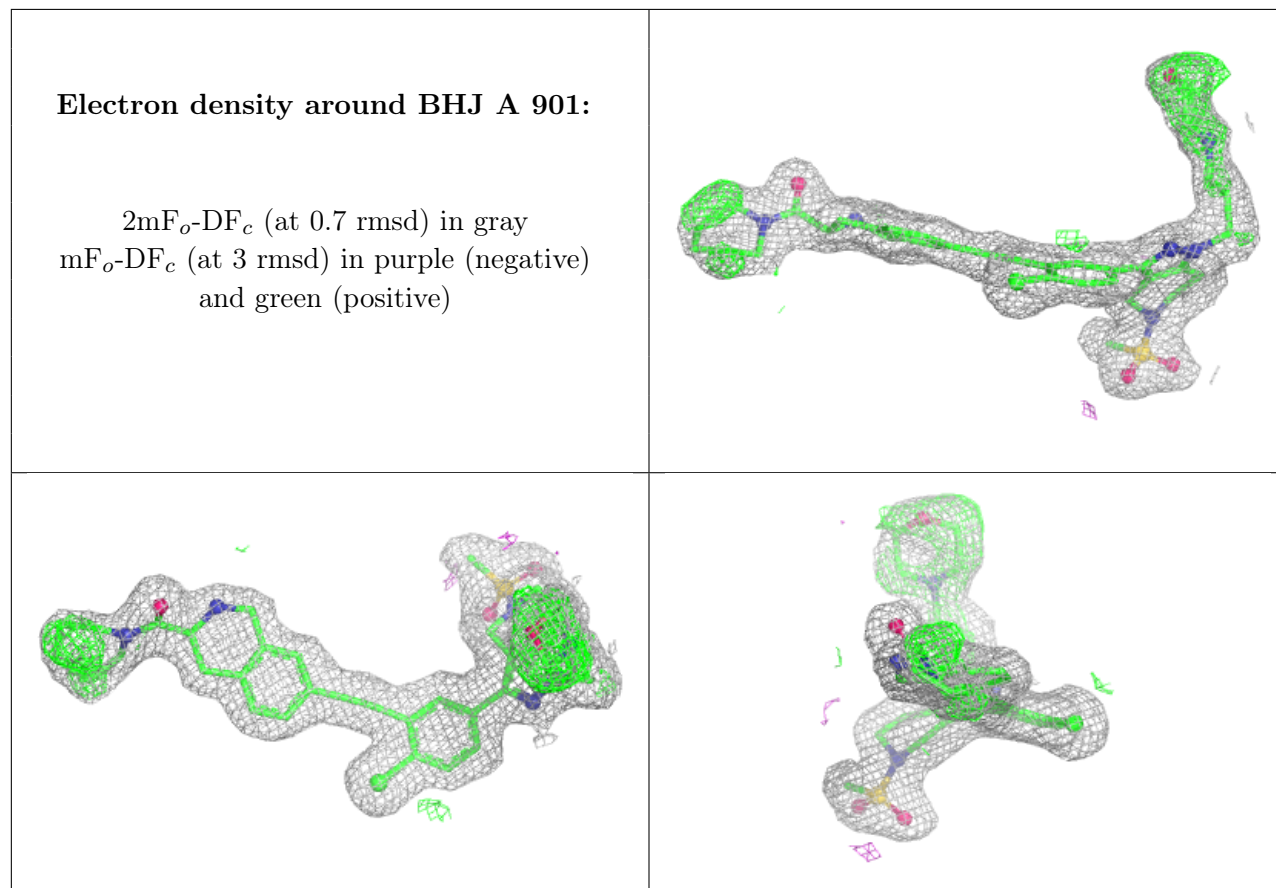 Electron density around BHJ A 901:
2mFo-DFc (at 0.7 rmsd) in gray
mFo-DFc (at 3 rmsd) in purple (negative)
and green (positive)